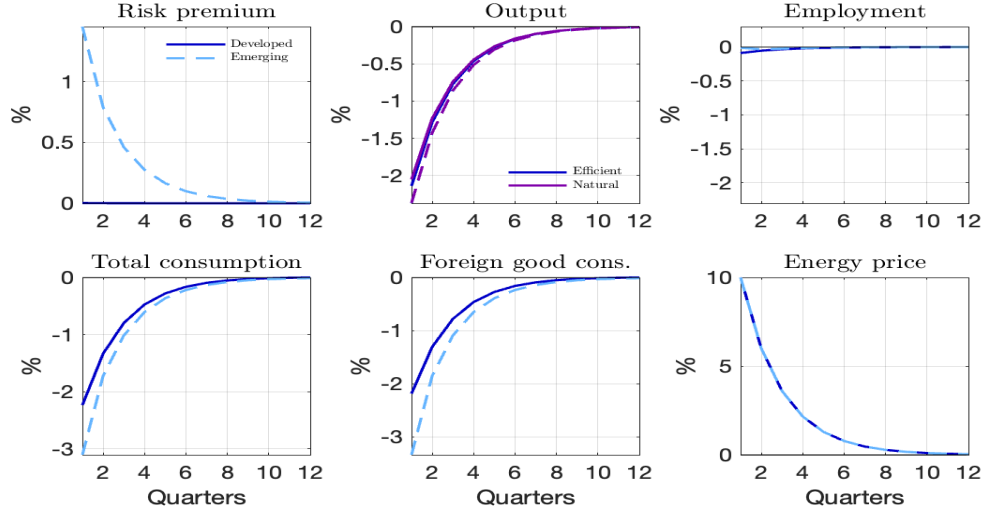 Risk premium
%
1
0.5
0
2 4 6 8 10 12
Developed
Emerging
Output
%
0
-0.5
-1
-1.5
-2
2 4 6 8 10 12
Efficient
Natural
Employment
%
0
-0.5
-1
-1.5
-2
2 4 6 8 10 12
Total consumption
%
0
-1
-2
-3
2 4 6 8 10 12
Quarters
Foreign good cons.
%
0
-1
-2
-3
2 4 6 8 10 12
Quarters
Energy price
%
10
5
0
2 4 6 8 10 12
Quarters